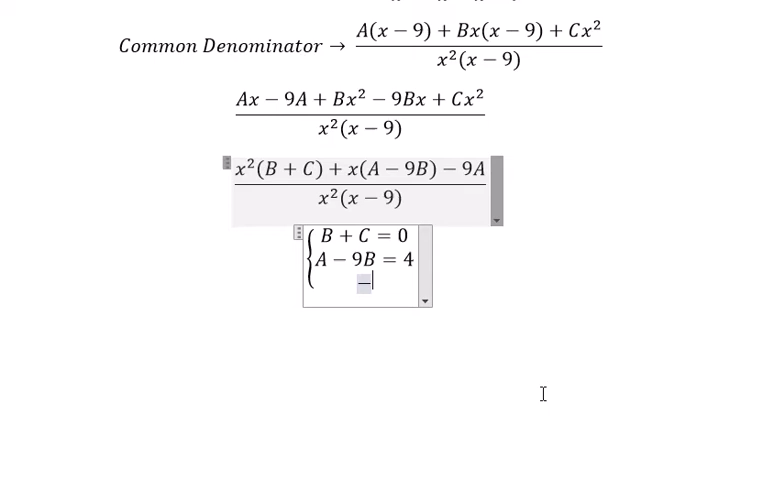 Common Denominator → A(x − 9) + Bx(x − 9) + Cx²
x²(x − 9)
Ax − 9A + Bx² − 9Bx + Cx²
x²(x − 9)
x²(B + C) + x(A − 9B) − 9A
x²(x − 9)
B + C = 0
A − 9B = 4
−